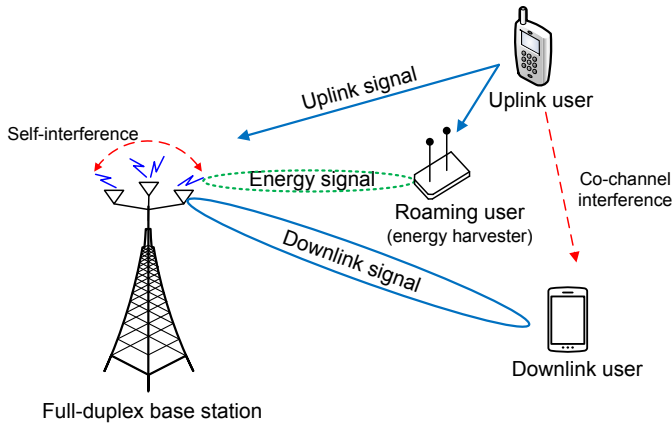 Uplink signal
Uplink user
Self-interference
Energy signal
Roaming user
(energy harvester)
Co-channel
interference
Downlink signal
Downlink user
Full-duplex base station